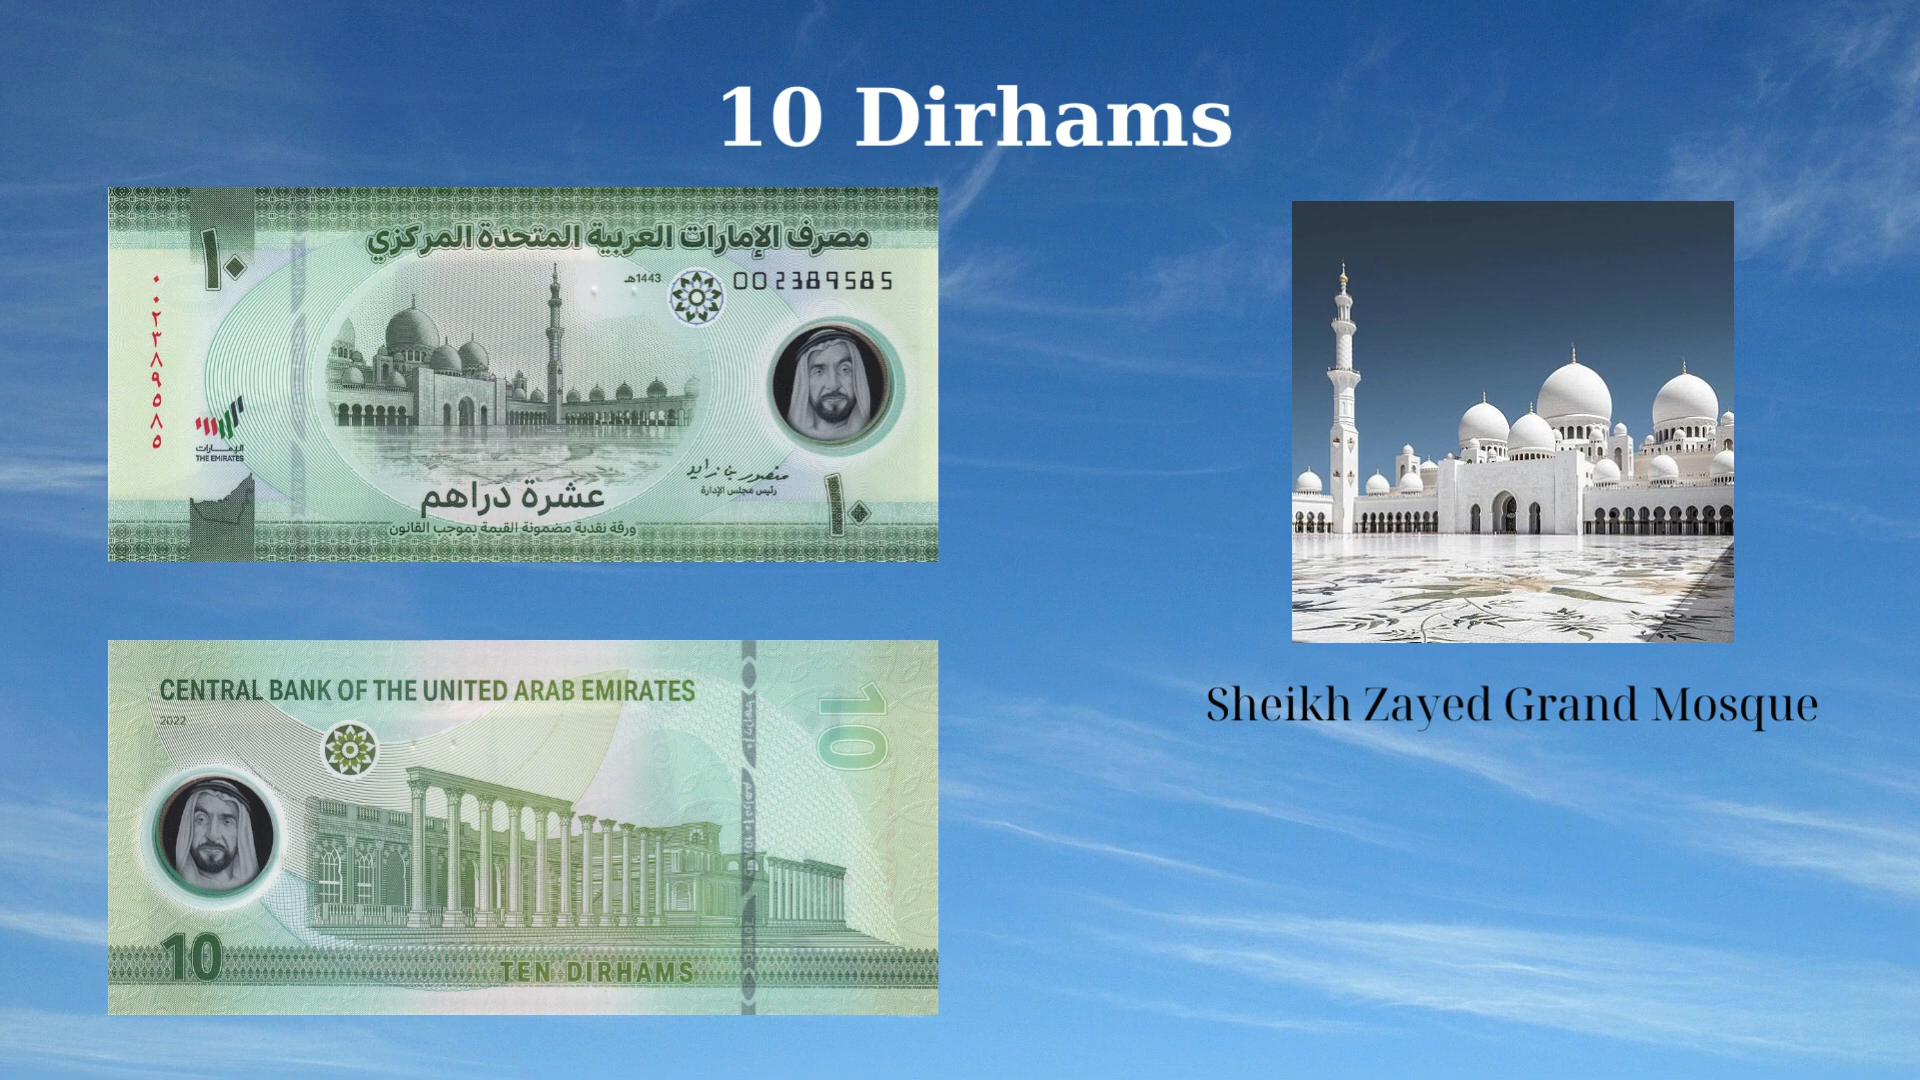 10 Dirhams
مصرف الإمارات العربية المتحدة المركزي
١٠
1443هـ
002389585
٠٠٢٣٨٩٥٨٥
الإمارات
THE EMIRATES
منصور بن زايد
رئيس مجلس الإدارة
عشرة دراهم
ورقة نقدية مضمونة القيمة بموجب القانون
١٠
Sheikh Zayed Grand Mosque
CENTRAL BANK OF THE UNITED ARAB EMIRATES
2022
10
10
TEN DIRHAMS